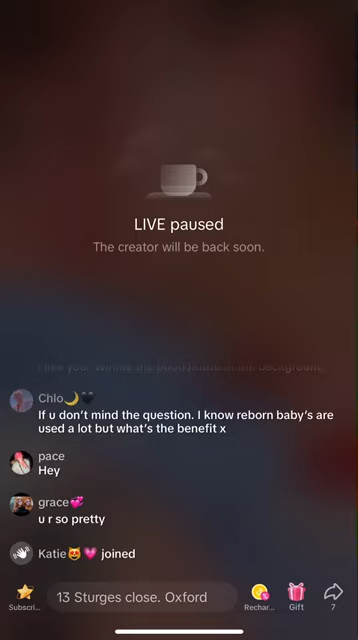 LIVE paused
The creator will be back soon.
Chlo🌙🖤
If u don't mind the question. I know reborn baby's are
used a lot but what's the benefit x
pace
Hey
grace💞
u r so pretty
Katie😻💗 joined
13 Sturges close. Oxford
Subscri...
Rechar...
Gift
7